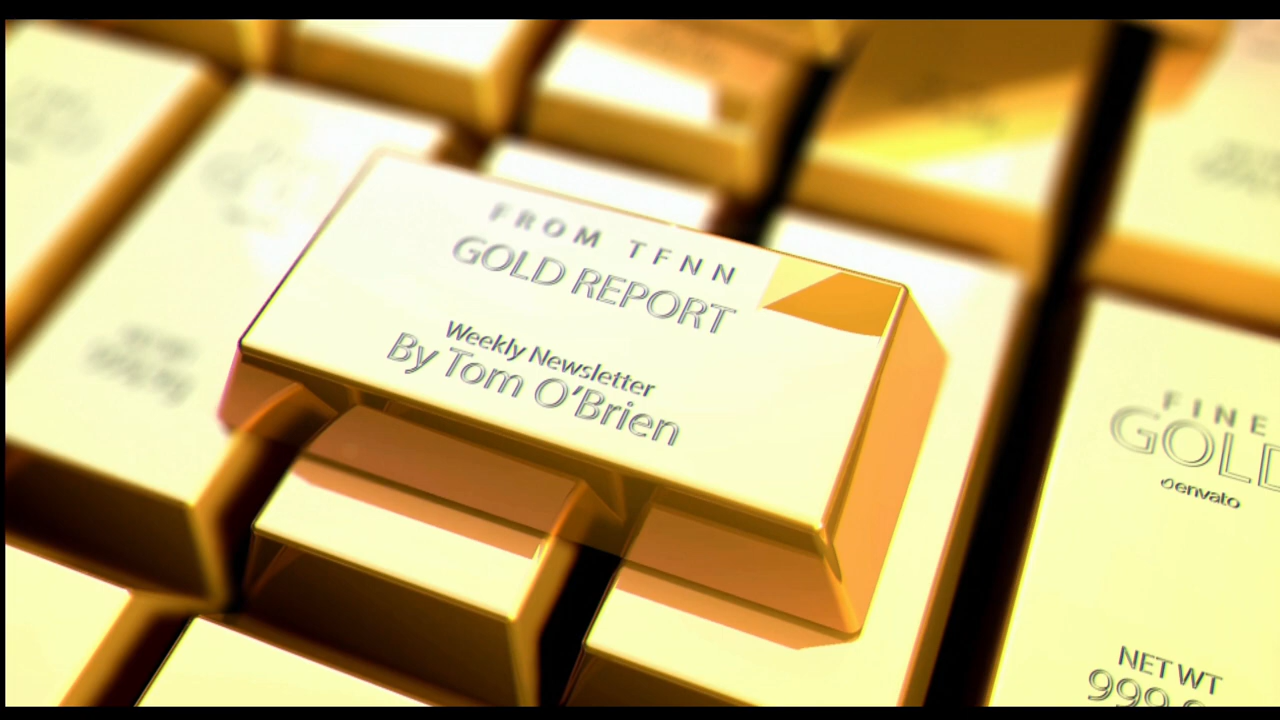 FROM TFNN
GOLD REPORT
Weekly Newsletter
By Tom O'Brien
FINE
GOLD
envato
NET WT